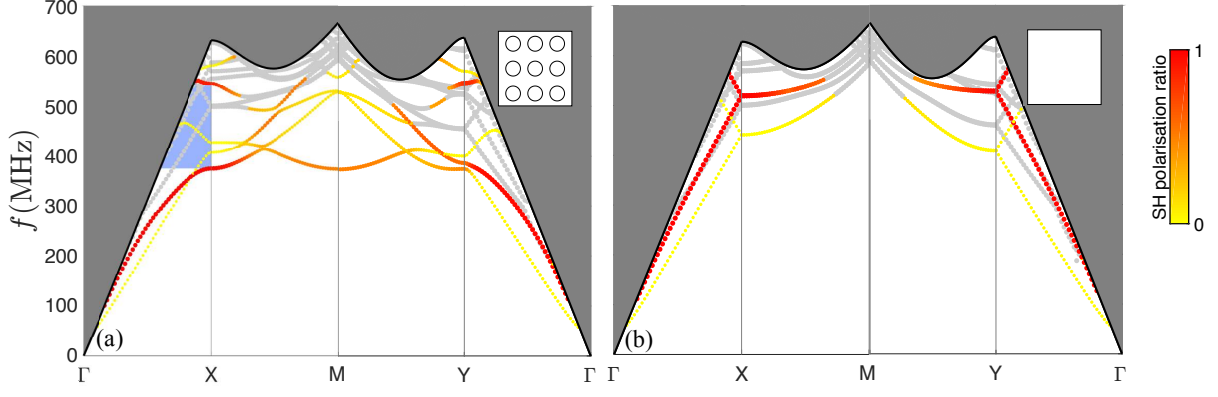 700
600
500
400
300
200
100
0
f (MHz)
(a)
Γ
X
M
Y
Γ
(b)
Γ
X
M
Y
Γ
SH polarisation ratio
1
0